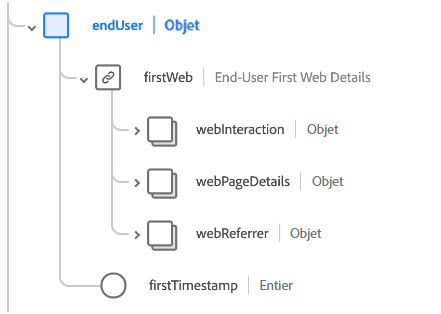 endUser Objet
firstWeb End-User First Web Details
webInteraction Objet
webPageDetails Objet
webReferrer Objet
firstTimestamp Entier